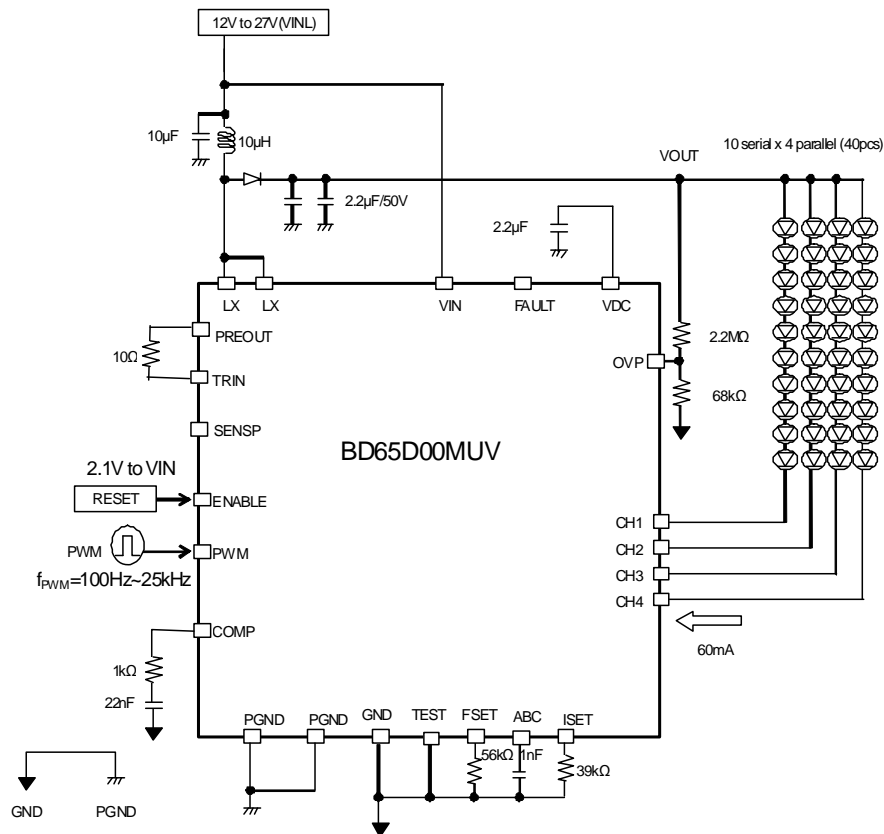 12V to 27V(VINL)
10µF
10µH
VOUT
10 serial x 4 parallel (40pcs)
2.2µF/50V
2.2µF
LX
LX
VIN
FAULT
VDC
PREOUT
10Ω
TRIN
2.2MΩ
OVP
68kΩ
SENSP
BD65D00MUV
2.1V to VIN
RESET
ENABLE
CH1
PWM
PWM
CH2
fPWM=100Hz~25kHz
CH3
CH4
COMP
60mA
1kΩ
22nF
PGND
PGND
GND
TEST
FSET
ABC
ISET
56kΩ
1nF
39kΩ
GND
PGND